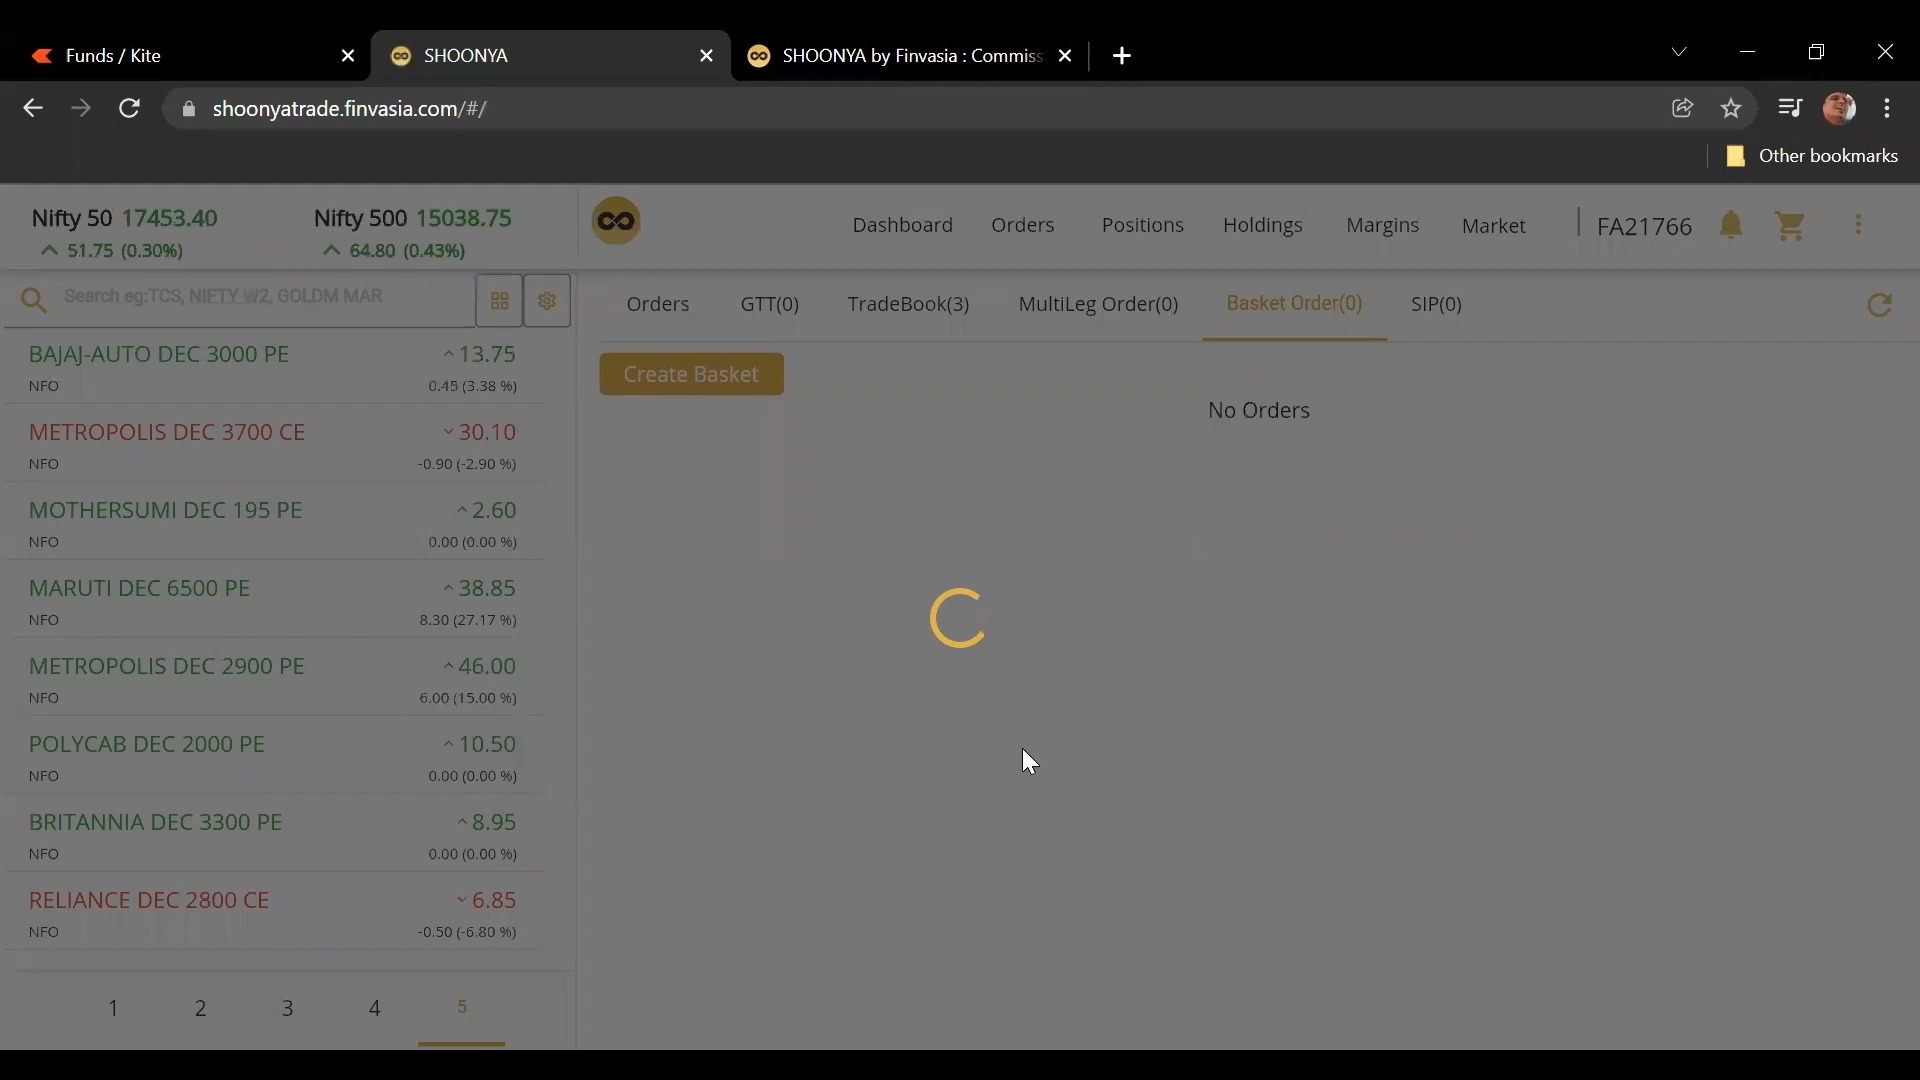 Funds / Kite
SHOONYA
SHOONYA by Finvasia : Commiss
shoonyatrade.finvasia.com/#/
Other bookmarks
Nifty 50 17453.40
51.75 (0.30%)
Nifty 500 15038.75
64.80 (0.43%)
Dashboard
Orders
Positions
Holdings
Margins
Market
FA21766
Search eg:TCS, NIFTY W2, GOLDM MAR
Orders
GTT(0)
TradeBook(3)
MultiLeg Order(0)
Basket Order(0)
SIP(0)
Create Basket
No Orders
BAJAJ-AUTO DEC 3000 PE 13.75
NFO 0.45 (3.38 %)
METROPOLIS DEC 3700 CE 30.10
NFO -0.90 (-2.90 %)
MOTHERSUMI DEC 195 PE 2.60
NFO 0.00 (0.00 %)
MARUTI DEC 6500 PE 38.85
NFO 8.30 (27.17 %)
METROPOLIS DEC 2900 PE 46.00
NFO 6.00 (15.00 %)
POLYCAB DEC 2000 PE 10.50
NFO 0.00 (0.00 %)
BRITANNIA DEC 3300 PE 8.95
NFO 0.00 (0.00 %)
RELIANCE DEC 2800 CE 6.85
NFO -0.50 (-6.80 %)
1 2 3 4 5